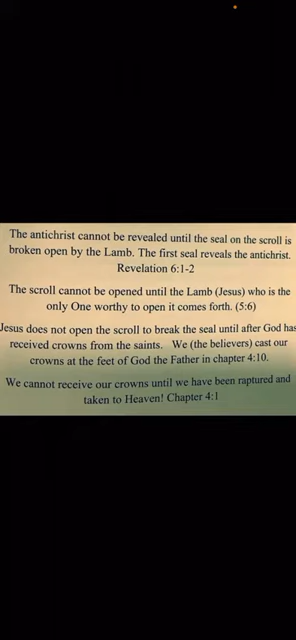 The antichrist cannot be revealed until the seal on the scroll is
broken open by the Lamb. The first seal reveals the antichrist.
Revelation 6:1-2
The scroll cannot be opened until the Lamb (Jesus) who is the
only One worthy to open it comes forth. (5:6)
Jesus does not open the scroll to break the seal until after God has
received crowns from the saints. We (the believers) cast our
crowns at the feet of God the Father in chapter 4:10.
We cannot receive our crowns until we have been raptured and
taken to Heaven! Chapter 4:1